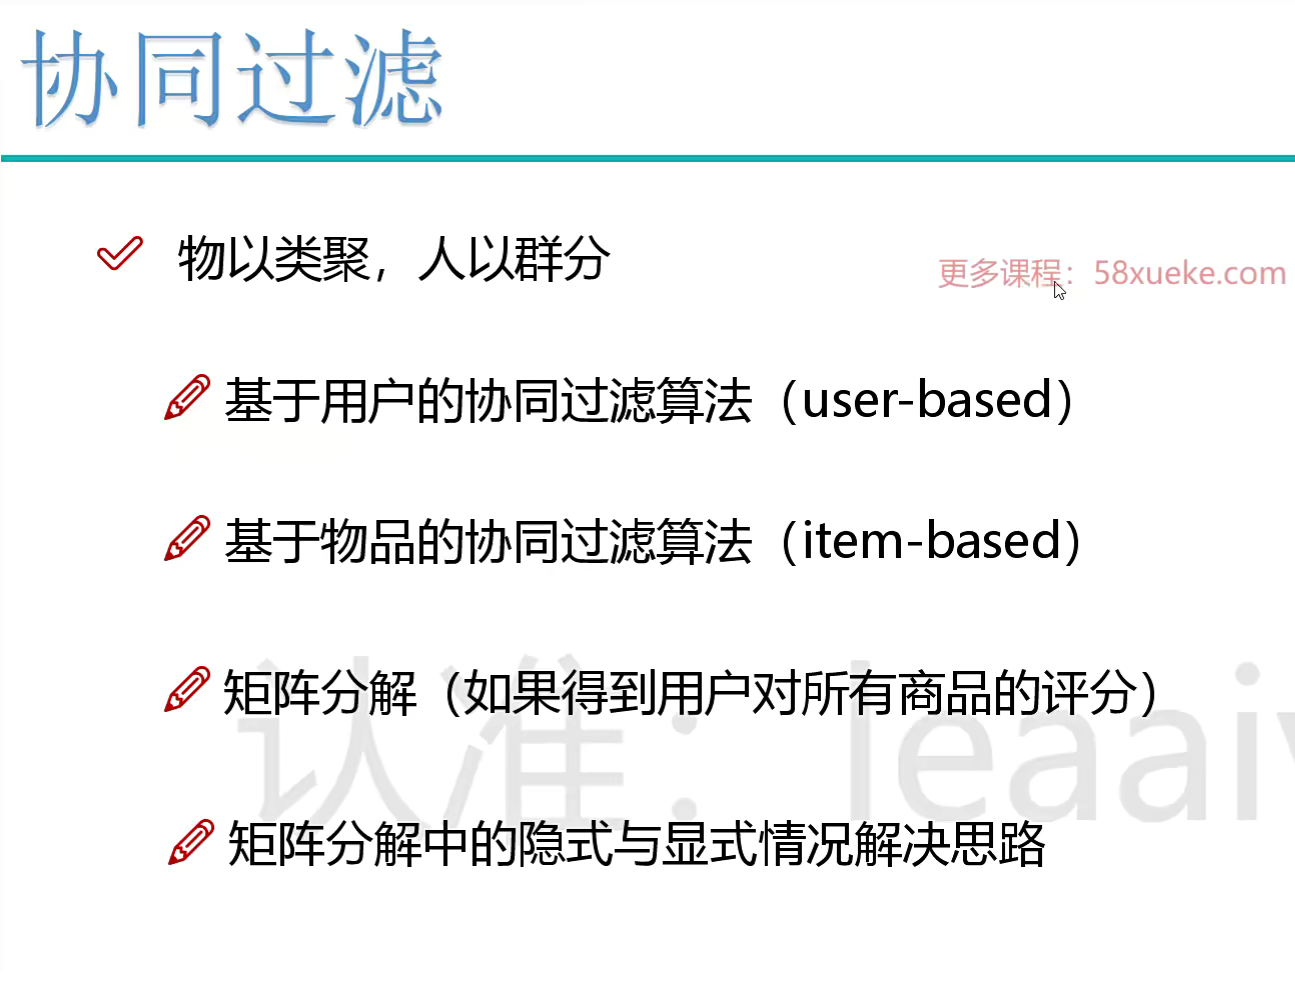 协同过滤
物以类聚，人以群分
更多课程：58xueke.com
基于用户的协同过滤算法（user-based）
基于物品的协同过滤算法（item-based）
矩阵分解（如果得到用户对所有商品的评分）
认准：leaai
矩阵分解中的隐式与显式情况解决思路